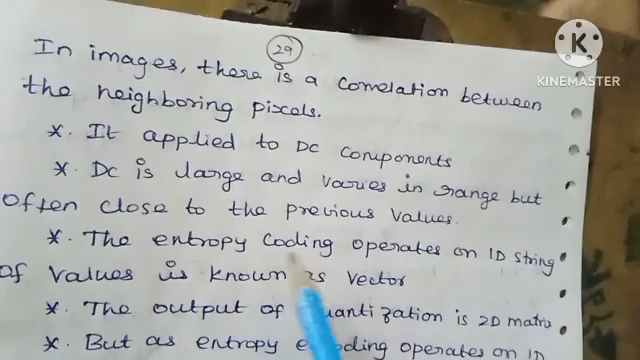 29
In images, there is a correlation between
the neighboring pixels.
*. It applied to DC components
*. DC is large and varies in range but
often close to the previous values.
*. The entropy coding operates on 1D string
of values is known as vector
*. The output of quantization is 2D matrix
*. But as entropy encoding operates on 1D
K
KINEMASTER